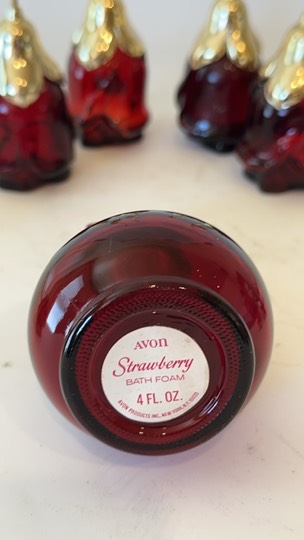 AVON
Strawberry
BATH FOAM
4 FL. OZ.
AVON PRODUCTS INC., NEW YORK, N.Y. 10020